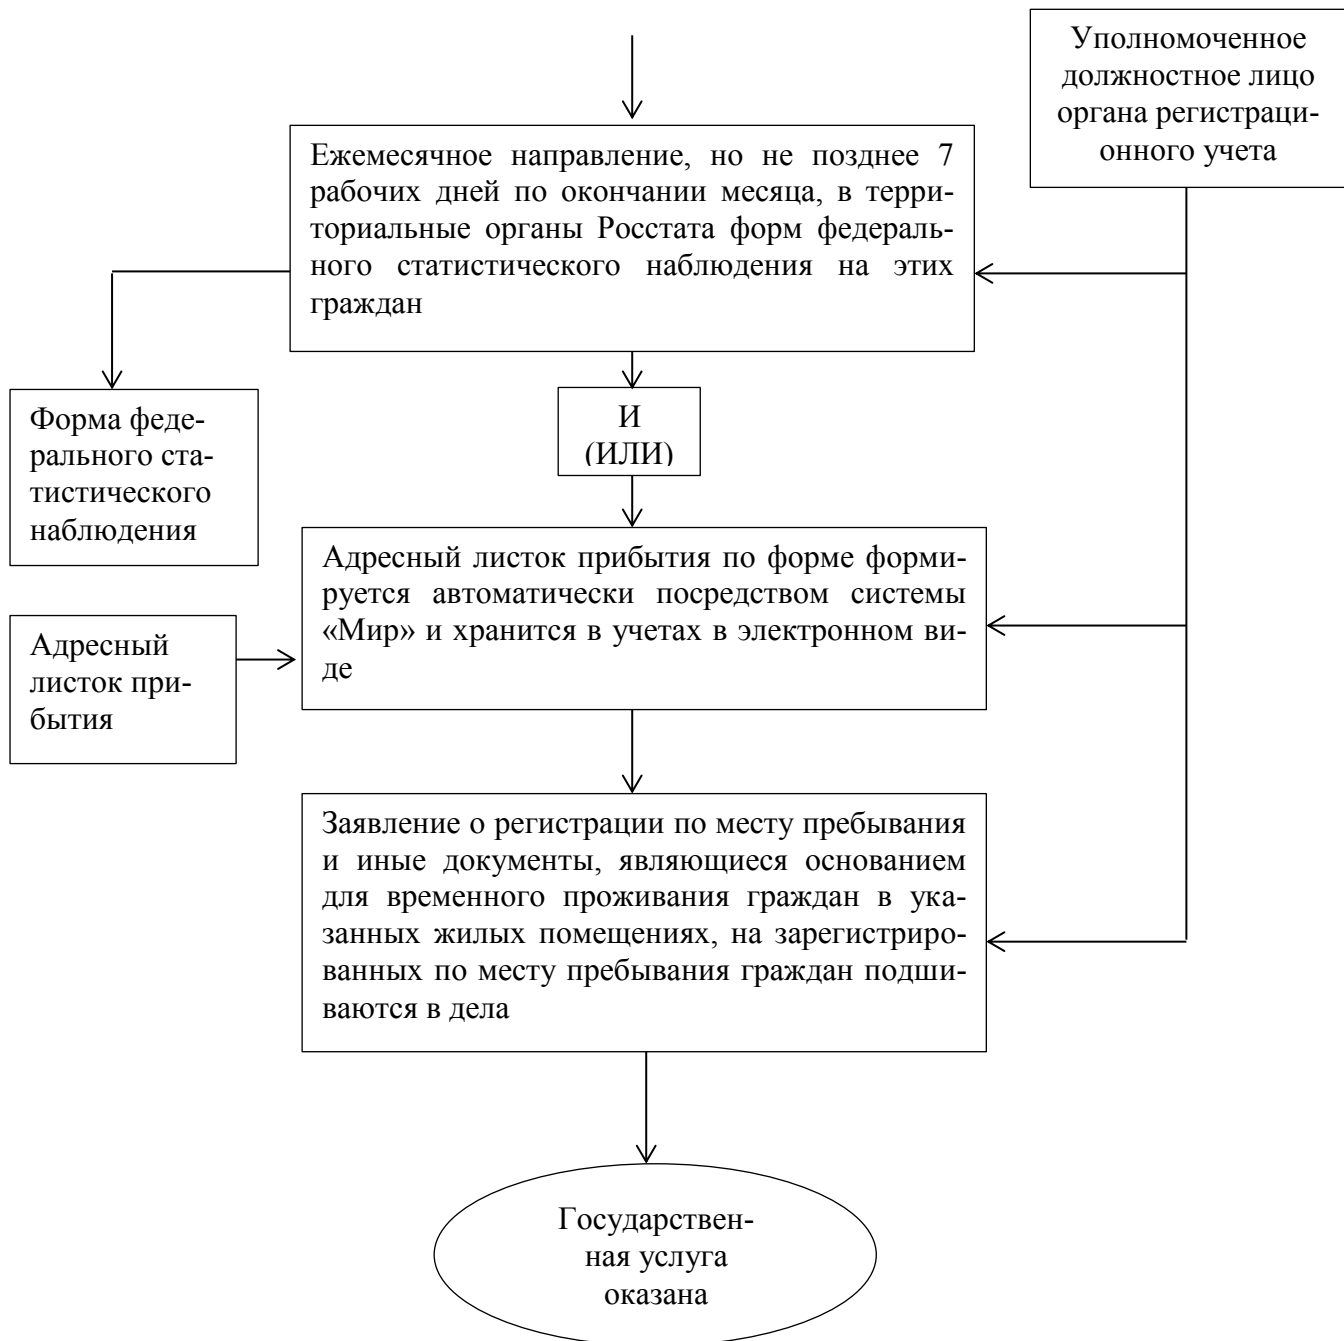 Уполномоченное
должностное лицо
органа регистраци-
онного учета
Ежемесячное направление, но не позднее 7
рабочих дней по окончании месяца, в терри-
ториальные органы Росстата форм федераль-
ного статистического наблюдения на этих
граждан
Форма феде-
рального ста-
тистического
наблюдения
И
(ИЛИ)
Адресный листок прибытия по форме форми-
руется автоматически посредством системы
«Мир» и хранится в учетах в электронном ви-
де
Адресный
листок при-
бытия
Заявление о регистрации по месту пребывания
и иные документы, являющиеся основанием
для временного проживания граждан в ука-
занных жилых помещениях, на зарегистриро-
ванных по месту пребывания граждан подши-
ваются в дела
Государствен-
ная услуга
оказана